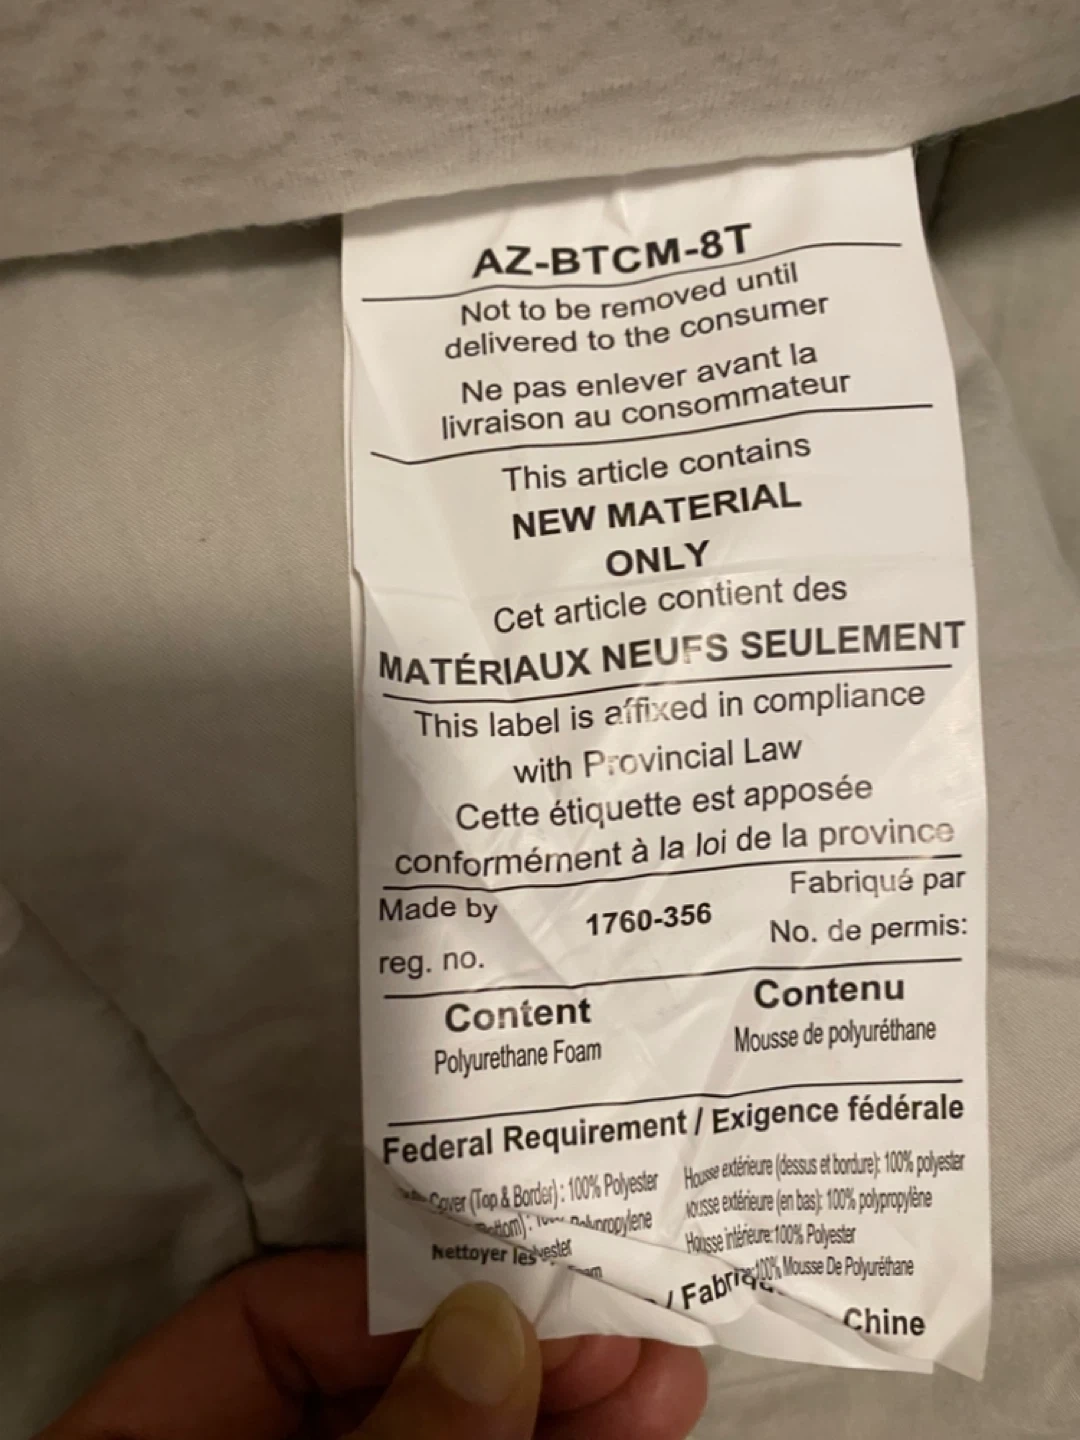 AZ-BTCM-8T
Not to be removed until
delivered to the consumer
Ne pas enlever avant la
livraison au consommateur
This article contains
NEW MATERIAL
ONLY
Cet article contient des
MATÉRIAUX NEUFS SEULEMENT
This label is affixed in compliance
with Provincial Law
Cette étiquette est apposée
conformément à la loi de la province
Made by
reg. no.
1760-356
Fabriqué par
No. de permis:
Content
Polyurethane Foam
Contenu
Mousse de polyuréthane
Federal Requirement / Exigence fédérale
Cover (Top & Border): 100% Polyester
Nettoyer les
Housse extérieure (dessus et bordure): 100% polyester
extérieure (en bas): 100% polypropylène
Housse intérieure:100% Polyester
100% Mousse De Polyuréthane
/
Chine